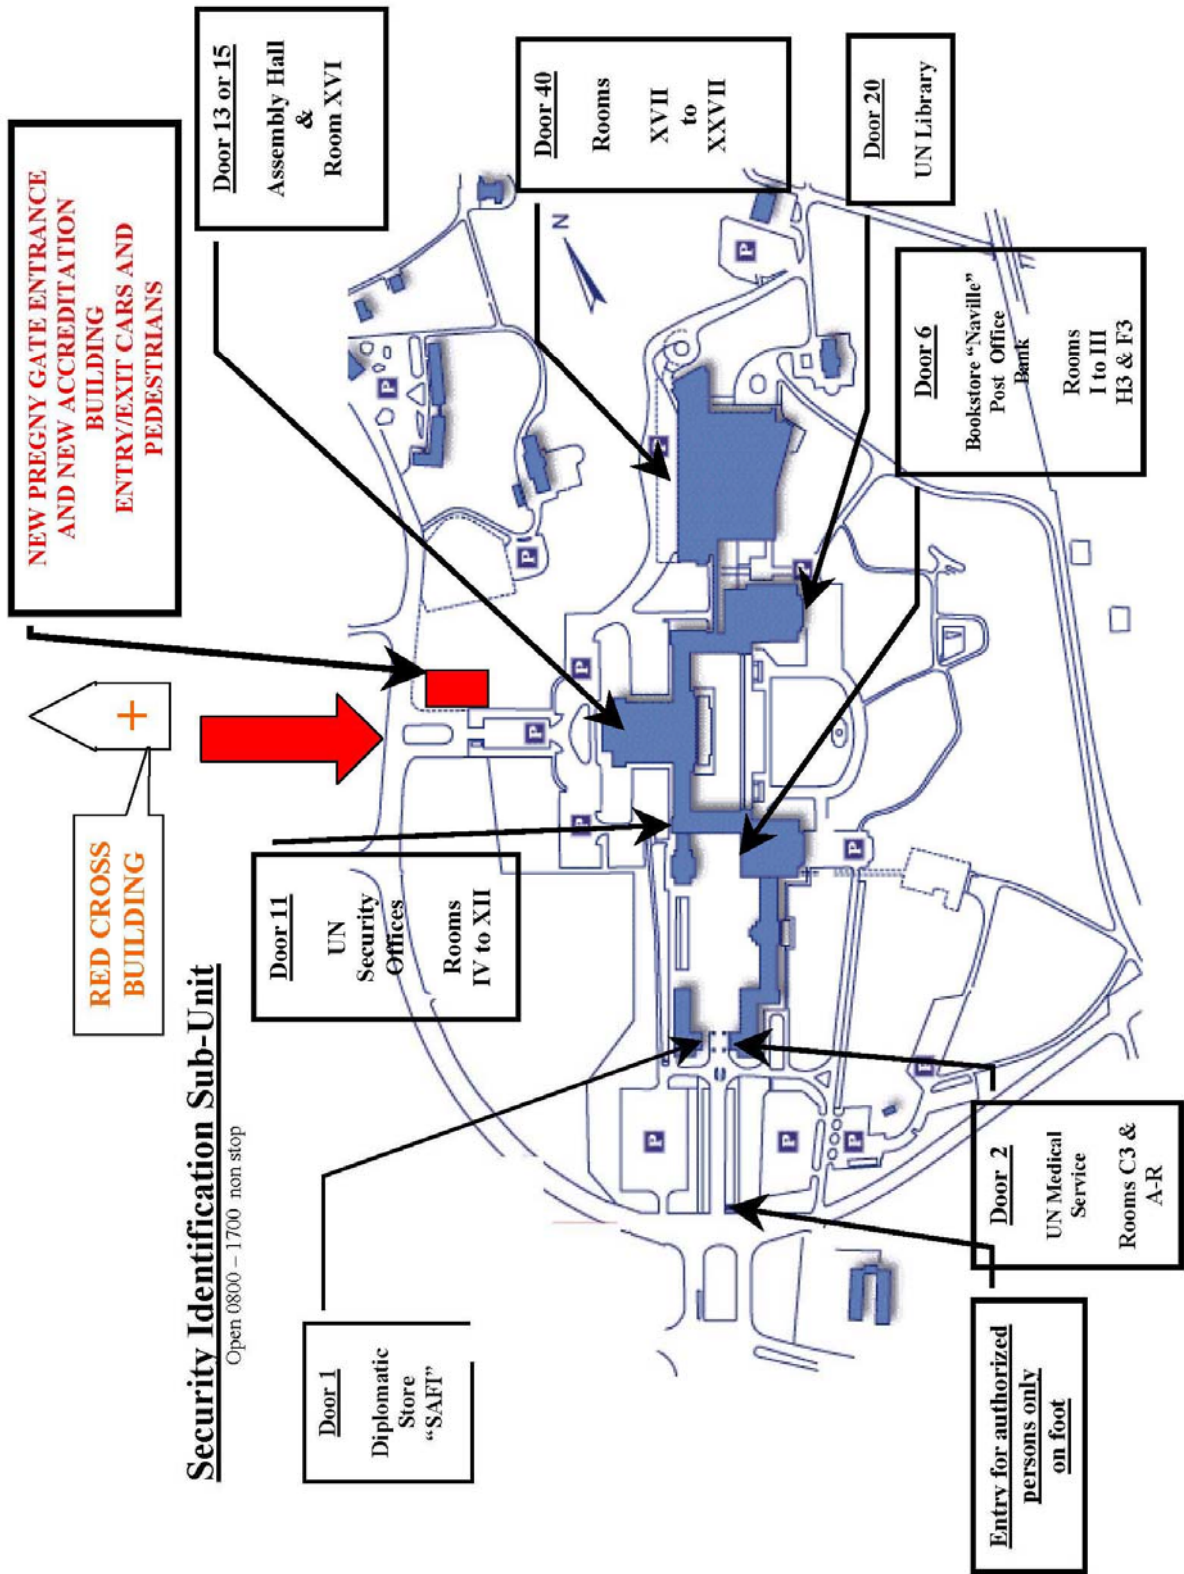 Security Identification Sub-Unit
Open 0800 – 1700 non stop
RED CROSS
BUILDING
NEW PREGNY GATE ENTRANCE
AND NEW ACCREDITATION
BUILDING
ENTRY/EXIT CARS AND
PEDESTRIANS
Door 1
Diplomatic
Store
“SAFI”
Door 11
UN
Security
Offices
Rooms
IV to XII
Door 13 or 15
Assembly Hall
&
Room XVI
Door 40
Rooms
XVII
to
XXVII
Door 20
UN Library
Door 6
Bookstore “Naville”
Post Office
Bank
Rooms
I to III
H3 & F3
Door 2
UN Medical
Service
Rooms C3 &
A-R
Entry for authorized
persons only
on foot
N
P
P
P
P
P
P
P
P
P
P
P
P
P
P